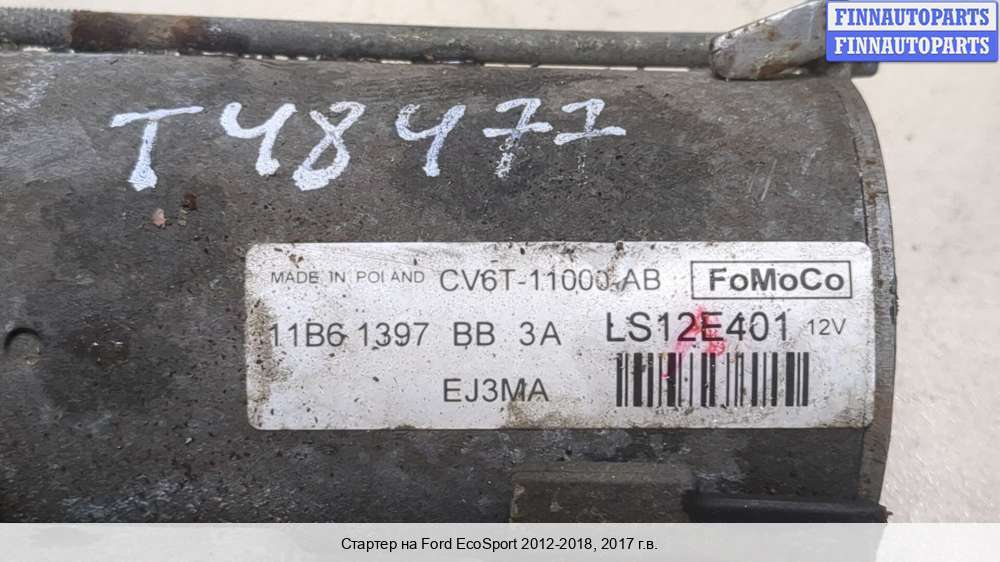 FINNAUTOPARTS
FINNAUTOPARTS
T48477
MADE IN POLAND CV6T-11000-AB FoMoCo
11B6 1397 BB 3A LS12E401 12V
EJ3MA
Стартер на Ford EcoSport 2012-2018, 2017 г.в.